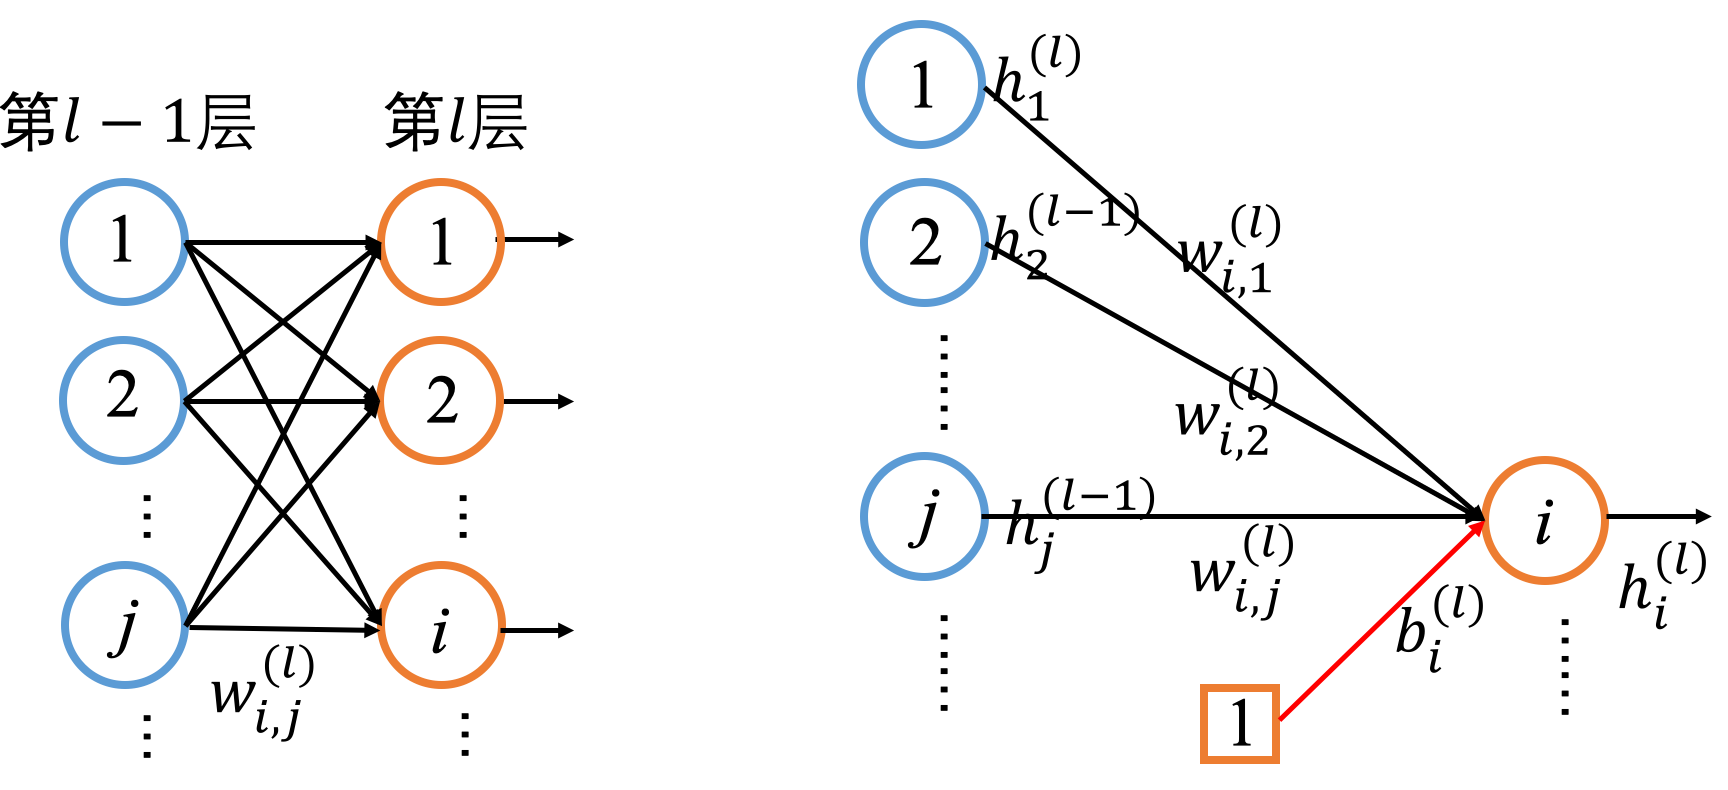 第l − 1层
第l层
1
1
2
2
⋮
⋮
j
i
w_{i,j}^{(l)}
⋮
⋮
1
h_1^{(l)}
2
h_2^{(l−1)}
w_{i,1}^{(l)}
⋮
w_{i,2}^{(l)}
j
h_j^{(l−1)}
w_{i,j}^{(l)}
i
h_i^{(l)}
b_i^{(l)}
⋮
⋮
1